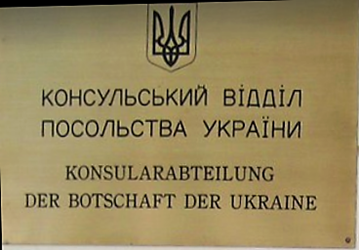 КОНСУЛЬСЬКИЙ ВІДДІЛ
ПОСОЛЬСТВА УКРАЇНИ
KONSULARABTEILUNG
DER BOTSCHAFT DER UKRAINE